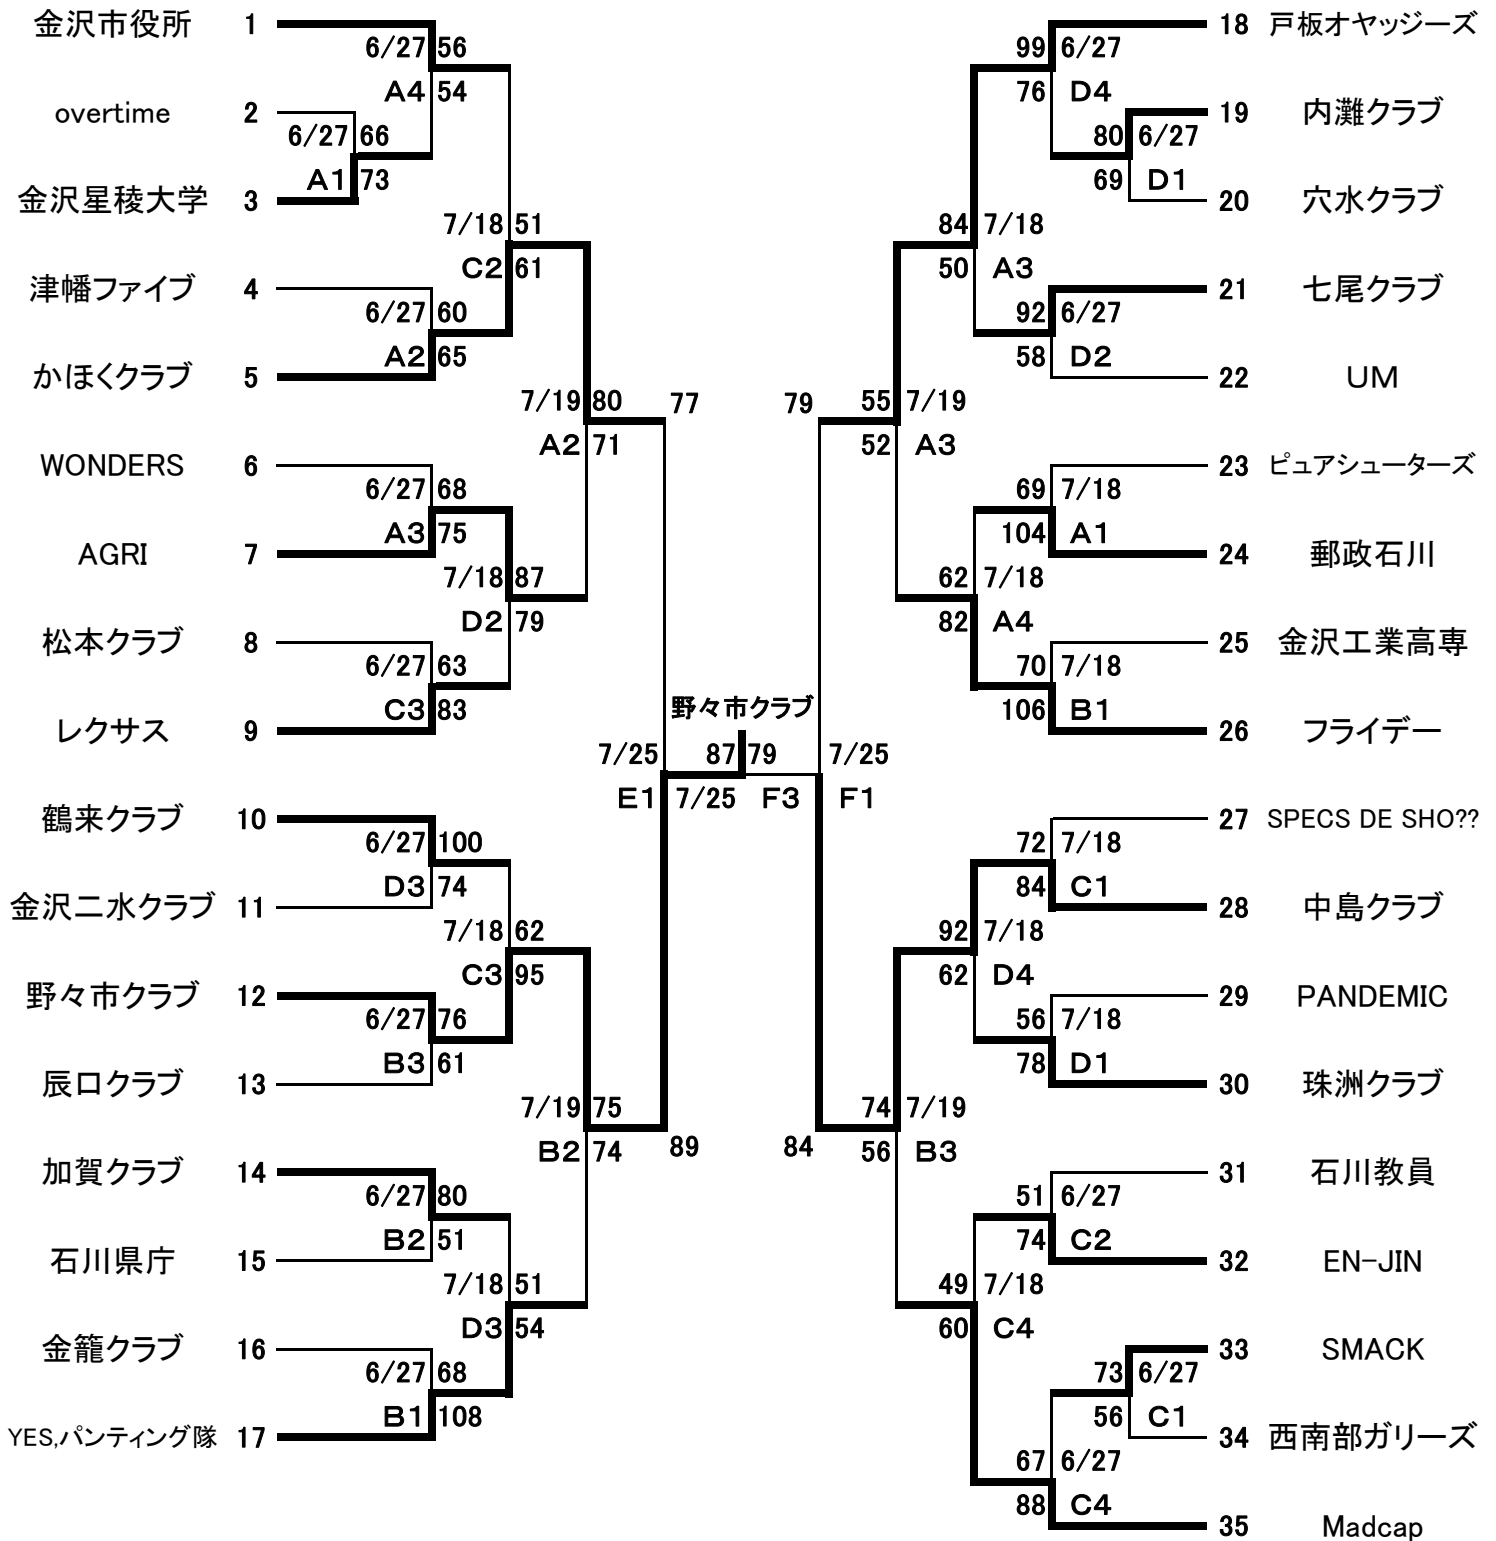 金沢市役所 1
6/27 56
A4 54
overtime 2
6/27 66
A1 73
金沢星稜大学 3
7/18 51
C2 61
津幡ファイブ 4
6/27 60
A2 65
かほくクラブ 5
7/19 80 77
A2 71
WONDERS 6
6/27 68
A3 75
AGRI 7
7/18 87
D2 79
松本クラブ 8
6/27 63
C3 83
レクサス 9
野々市クラブ
7/25 87 79 7/25
E1 7/25 F3 F1
鶴来クラブ 10
6/27 100
D3 74
金沢二水クラブ 11
7/18 62
C3 95
野々市クラブ 12
6/27 76
B3 61
辰口クラブ 13
7/19 75
B2 74 89
加賀クラブ 14
6/27 80
B2 51
石川県庁 15
7/18 51
D3 54
金籠クラブ 16
6/27 68
B1 108
YES,パンティング隊 17
18 戸板オヤッジーズ
99 6/27
76 D4
19 内灘クラブ
80 6/27
69 D1
20 穴水クラブ
84 7/18
50 A3
21 七尾クラブ
92 6/27
58 D2
22 UM
79 55 7/19
52 A3
23 ピュアシューターズ
69 7/18
104 A1
24 郵政石川
62 7/18
82 A4
25 金沢工業高専
70 7/18
106 B1
26 フライデー
27 SPECS DE SHO??
72 7/18
84 C1
28 中島クラブ
92 7/18
62 D4
29 PANDEMIC
56 7/18
78 D1
30 珠洲クラブ
74 7/19
84 56 B3
31 石川教員
51 6/27
74 C2
32 EN-JIN
49 7/18
60 C4
33 SMACK
73 6/27
56 C1
34 西南部ガリーズ
67 6/27
88 C4
35 Madcap